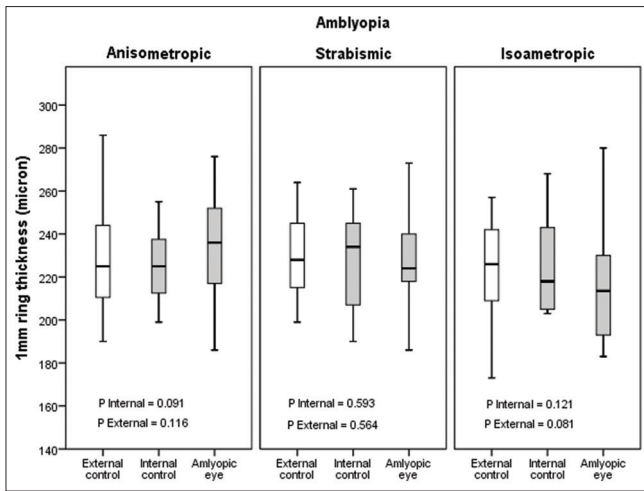 Amblyopia
Anisometropic Strabismic Isoametropic
1mm ring thickness (micron)
300
280
260
240
220
200
180
160
140
P Internal = 0.091
P External = 0.116
P Internal = 0.593
P External = 0.564
P Internal = 0.121
P External = 0.081
External control
Internal control
Amlyopic eye
External control
Internal control
Amlyopic eye
External control
Internal control
Amlyopic eye